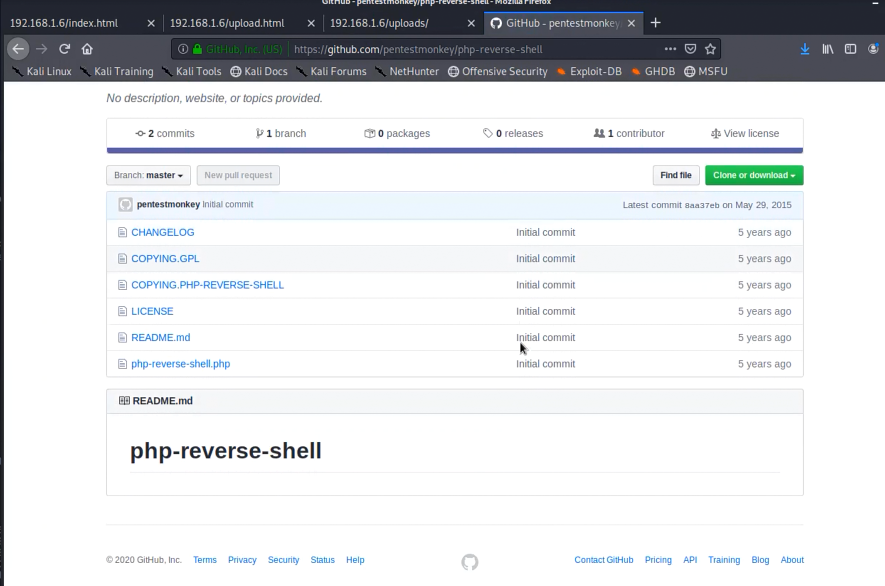 GitHub - pentestmonkey/php-reverse-shell - Mozilla Firefox
192.168.1.6/index.html 192.168.1.6/upload.html 192.168.1.6/uploads/ GitHub - pentestmonkey
GitHub, Inc. (US) https://github.com/pentestmonkey/php-reverse-shell
Kali Linux Kali Training Kali Tools Kali Docs Kali Forums NetHunter Offensive Security Exploit-DB GHDB MSFU
No description, website, or topics provided.
2 commits 1 branch 0 packages 0 releases 1 contributor View license
Branch: master New pull request Find file Clone or download
pentestmonkey Initial commit Latest commit 8aa37eb on May 29, 2015
CHANGELOG Initial commit 5 years ago
COPYING.GPL Initial commit 5 years ago
COPYING.PHP-REVERSE-SHELL Initial commit 5 years ago
LICENSE Initial commit 5 years ago
README.md Initial commit 5 years ago
php-reverse-shell.php Initial commit 5 years ago
README.md
php-reverse-shell
© 2020 GitHub, Inc. Terms Privacy Security Status Help Contact GitHub Pricing API Training Blog About